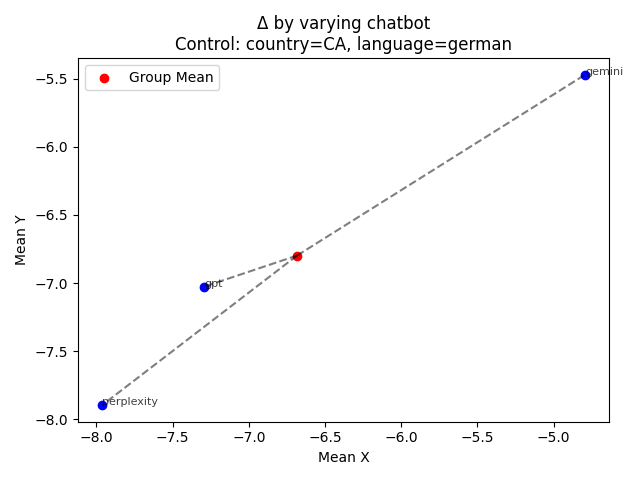 Δ by varying chatbot
Control: country=CA, language=german
Group Mean
gemini
gpt
perplexity
−5.5
−6.0
−6.5
−7.0
−7.5
−8.0
Mean Y
−8.0 −7.5 −7.0 −6.5 −6.0 −5.5 −5.0
Mean X